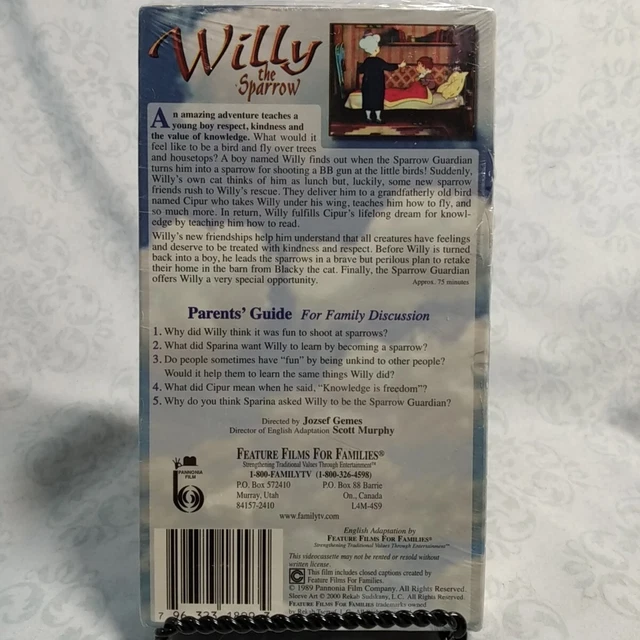 Willy
the
Sparrow
An amazing adventure teaches a
young boy respect, kindness and
the value of knowledge. What would it
feel like to be a bird and fly over trees
and housetops? A boy named Willy finds out when the Sparrow Guardian
turns him into a sparrow for shooting a BB gun at the little birds! Suddenly,
Willy's own cat thinks of him as lunch but, luckily, some new sparrow
friends rush to Willy's rescue. They deliver him to a grandfatherly old bird
named Cipur who takes Willy under his wing, teaches him how to fly, and
so much more. In return, Willy fulfills Cipur's lifelong dream for knowl-
edge by teaching him how to read.
Willy's new friendships help him understand that all creatures have feelings
and deserve to be treated with kindness and respect. Before Willy is turned
back into a boy, he leads the sparrows in a brave but perilous plan to retake
their home in the barn from Blacky the cat. Finally, the Sparrow Guardian
offers Willy a very special opportunity.
Approx. 75 minutes
Parents' Guide For Family Discussion
1. Why did Willy think it was fun to shoot at sparrows?
2. What did Sparina want Willy to learn by becoming a sparrow?
3. Do people sometimes have "fun" by being unkind to other people?
Would it help them to learn the same things Willy did?
4. What did Cipur mean when he said, "Knowledge is freedom"?
5. Why do you think Sparina asked Willy to be the Sparrow Guardian?
Directed by Jozsef Gemes
Director of English Adaptation Scott Murphy
PANNONIA
FILM
FEATURE FILMS FOR FAMILIES®
Strengthening Traditional Values Through Entertainment™
1-800-FAMILYTV (1-800-326-4598)
P.O. Box 572410 P.O. Box 88 Barrie
Murray, Utah On., Canada
84157-2410 L4M-4S9
www.familytv.com
English Adaptation by
FEATURE FILMS FOR FAMILIES®
Strengthening Traditional Values Through Entertainment™
This videocassette may not be rented or retold without
written license.
This film includes closed captions created by
Feature Films For Families.
© 1989 Pannonia Film Company. All Rights Reserved.
Sleeve Art © 2000 Rekab Sudskany, L.C. All Rights Reserved.
FEATURE FILMS FOR FAMILIES trademarks owned